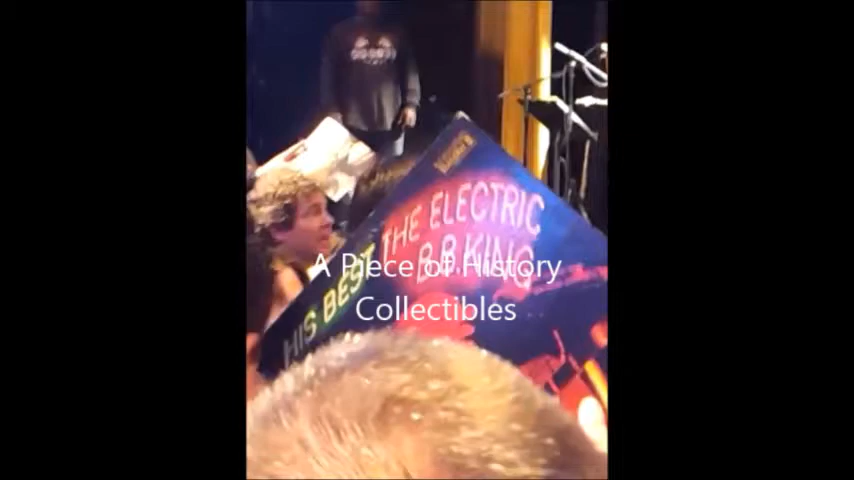 THE ELECTRIC
B.B. KING
HIS BEST
A Piece of History
Collectibles